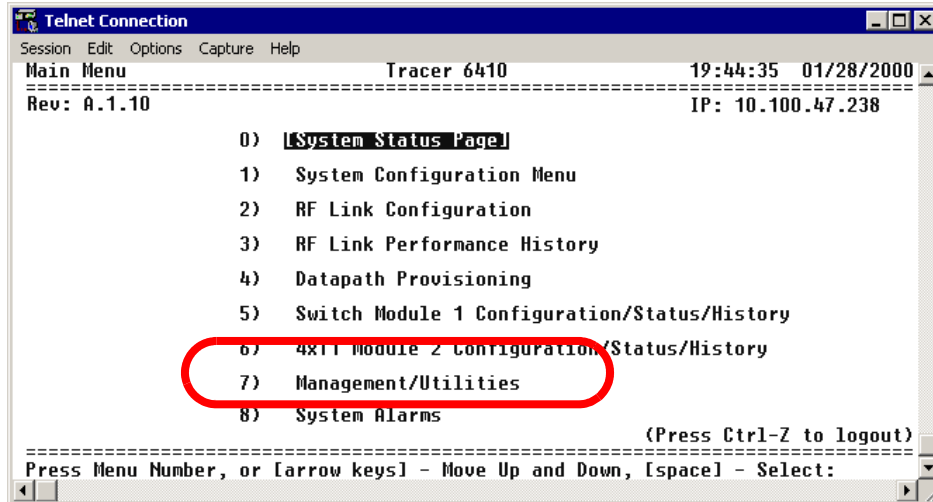 Telnet Connection
Session Edit Options Capture Help
Main Menu Tracer 6410 19:44:35 01/28/2000
Rev: A.1.10 IP: 10.100.47.238
0) [System Status Page]
1) System Configuration Menu
2) RF Link Configuration
3) RF Link Performance History
4) Datapath Provisioning
5) Switch Module 1 Configuration/Status/History
6) 4xT1 Module 2 Configuration/Status/History
7) Management/Utilities
8) System Alarms
(Press Ctrl-Z to logout)
Press Menu Number, or [arrow keys] - Move Up and Down, [space] - Select: